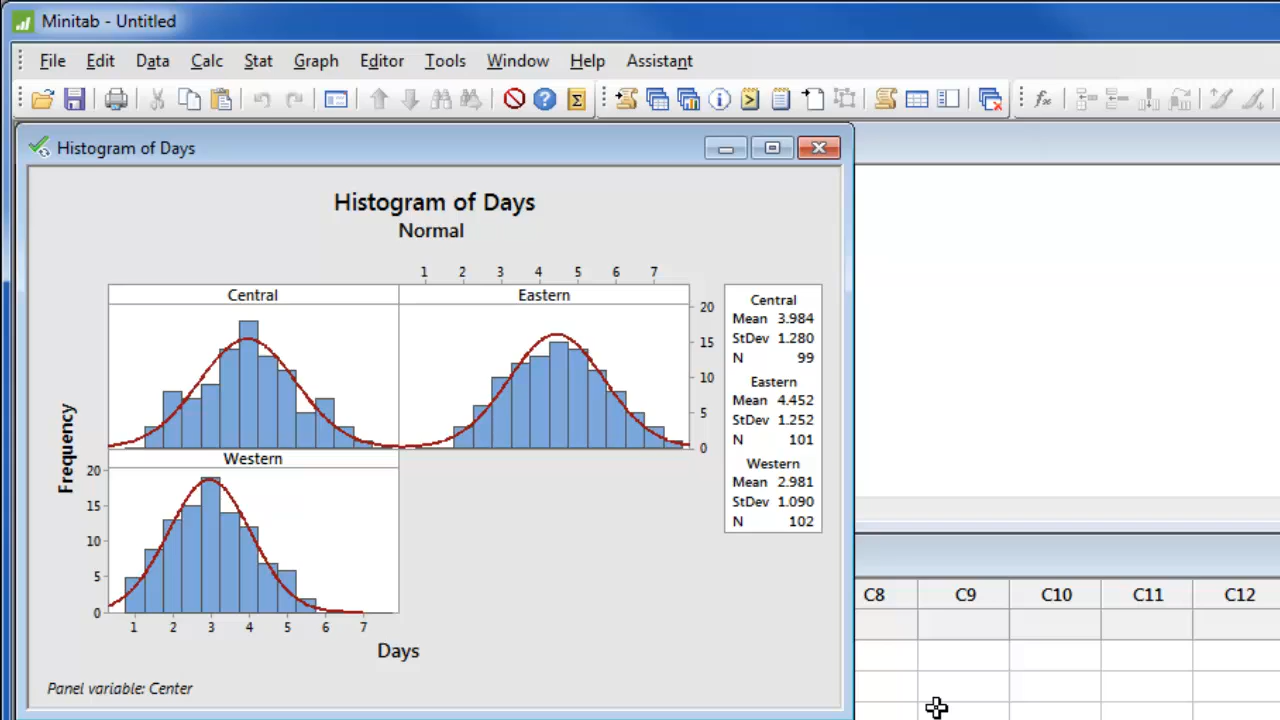 Minitab - Untitled
File Edit Data Calc Stat Graph Editor Tools Window Help Assistant
Histogram of Days
Histogram of Days
Normal
1 2 3 4 5 6 7
Central Eastern
20
15
10
5
0
Central
Mean 3.984
StDev 1.280
N 99
Eastern
Mean 4.452
StDev 1.252
N 101
Western
Mean 2.981
StDev 1.090
N 102
Frequency
Western
20
15
10
5
0
1 2 3 4 5 6 7
Days
Panel variable: Center
C8 C9 C10 C11 C12